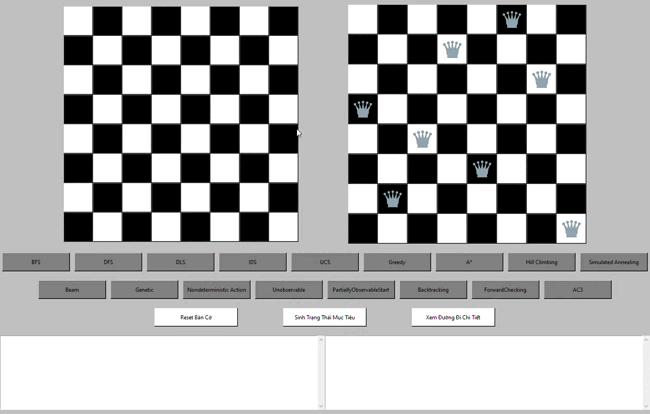 BFS DFS DLS IDS UCS Greedy A* Hill Climbing Simulated Annealing
Beam Genetic Nondeterministic Action Unobservable PartiallyObservableStart Backtracking ForwardChecking AC3
Reset Bàn Cờ Sinh Trạng Thái Mục Tiêu Xem Đường Đi Chi Tiết